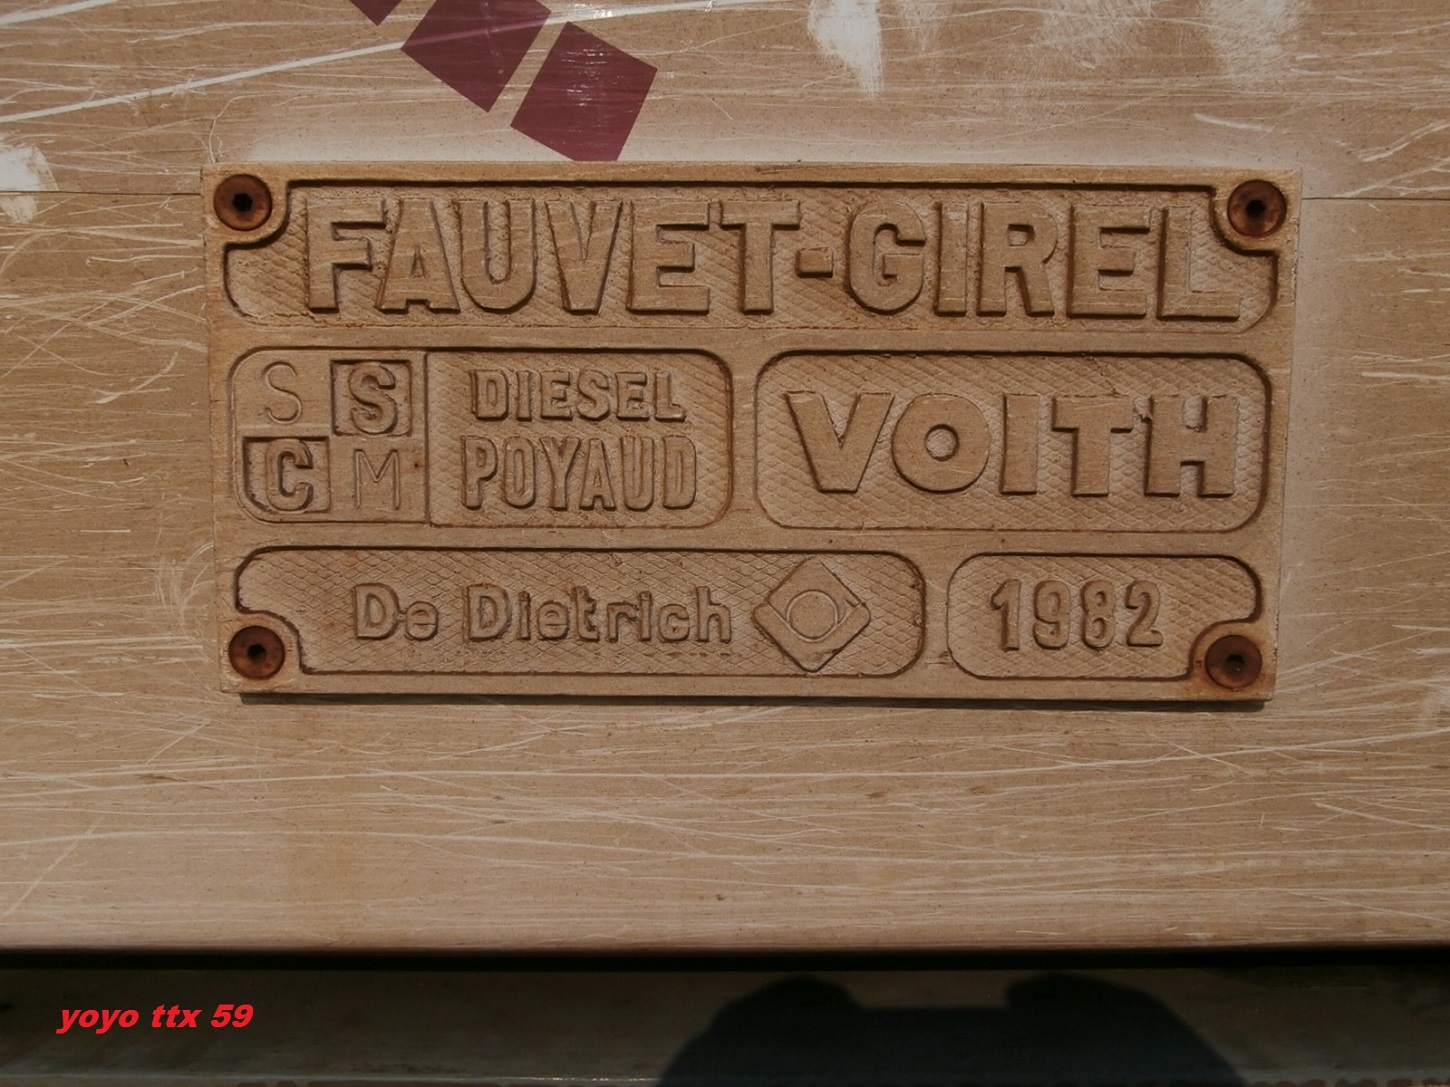 FAUVET-GIREL
S S
C M
DIESEL
POYAUD
VOITH
De Dietrich
1982
yoyo ttx 59